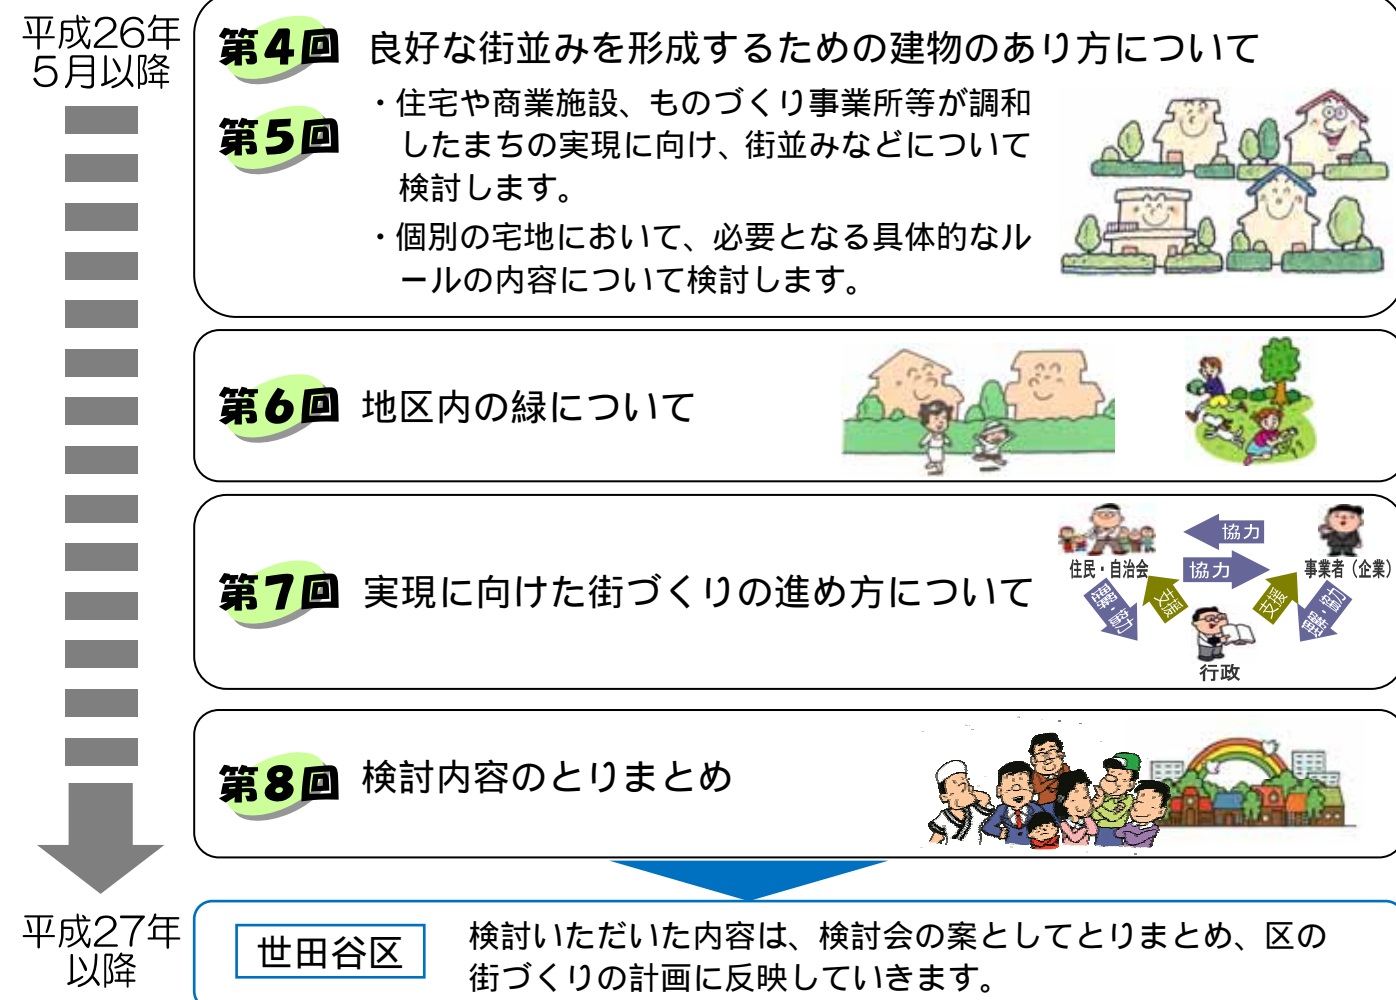 平成26年
5月以降
第4回 良好な街並みを形成するための建物のあり方について
第5回
・住宅や商業施設、ものづくり事業所等が調和
したまちの実現に向け、街並みなどについて
検討します。
・個別の宅地において、必要となる具体的なル
ールの内容について検討します。
第6回 地区内の緑について
第7回 実現に向けた街づくりの進め方について
協力
協力
住民・自治会
事業者（企業）
支援
支援
行政
第8回 検討内容のとりまとめ
平成27年
以降
世田谷区
検討いただいた内容は、検討会の案としてとりまとめ、区の
街づくりの計画に反映していきます。